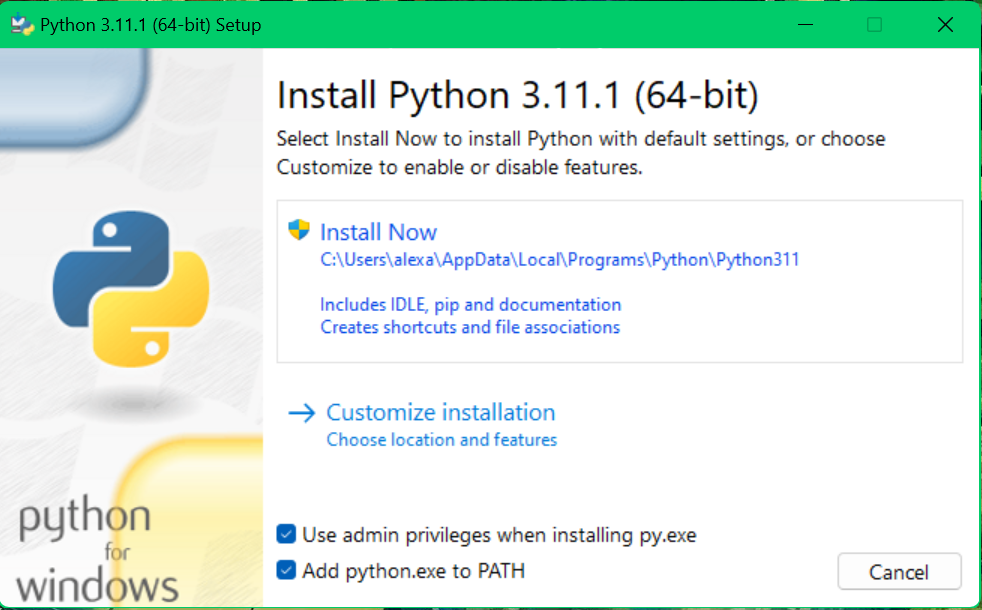 Python 3.11.1 (64-bit) Setup
Install Python 3.11.1 (64-bit)
Select Install Now to install Python with default settings, or choose
Customize to enable or disable features.
Install Now
C:\Users\alexa\AppData\Local\Programs\Python\Python311
Includes IDLE, pip and documentation
Creates shortcuts and file associations
Customize installation
Choose location and features
python
for
windows
Use admin privileges when installing py.exe
Add python.exe to PATH
Cancel